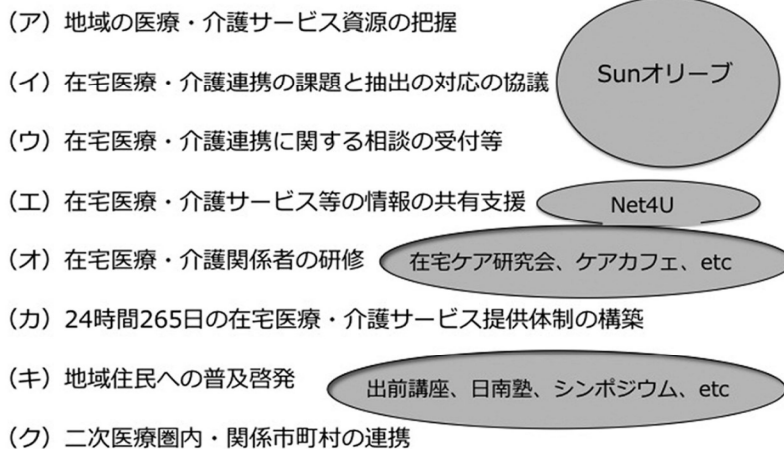 (ア) 地域の医療・介護サービス資源の把握
(イ) 在宅医療・介護連携の課題と抽出の対応の協議
Sunオリーブ
(ウ) 在宅医療・介護連携に関する相談の受付等
(エ) 在宅医療・介護サービス等の情報の共有支援
Net4U
(オ) 在宅医療・介護関係者の研修
在宅ケア研究会、ケアカフェ、etc
(カ) 24時間265日の在宅医療・介護サービス提供体制の構築
(キ) 地域住民への普及啓発
出前講座、日南塾、シンポジウム、etc
(ク) 二次医療圏内・関係市町村の連携